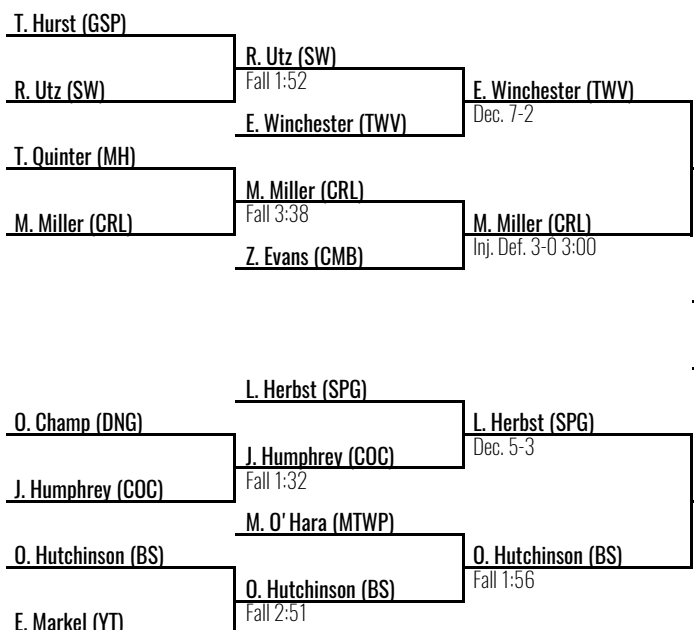 T. Hurst (GSP)
R. Utz (SW)
Fall 1:52
R. Utz (SW)
E. Winchester (TWV)
Dec. 7-2
E. Winchester (TWV)
T. Quinter (MH)
M. Miller (CRL)
Fall 3:38
M. Miller (CRL)
M. Miller (CRL)
Inj. Def. 3-0 3:00
Z. Evans (CMB)
L. Herbst (SPG)
O. Champ (DNG)
L. Herbst (SPG)
Dec. 5-3
J. Humphrey (COC)
Fall 1:32
J. Humphrey (COC)
M. O'Hara (MTWP)
O. Hutchinson (BS)
O. Hutchinson (BS)
Fall 1:56
O. Hutchinson (BS)
Fall 2:51
E. Markel (YT)